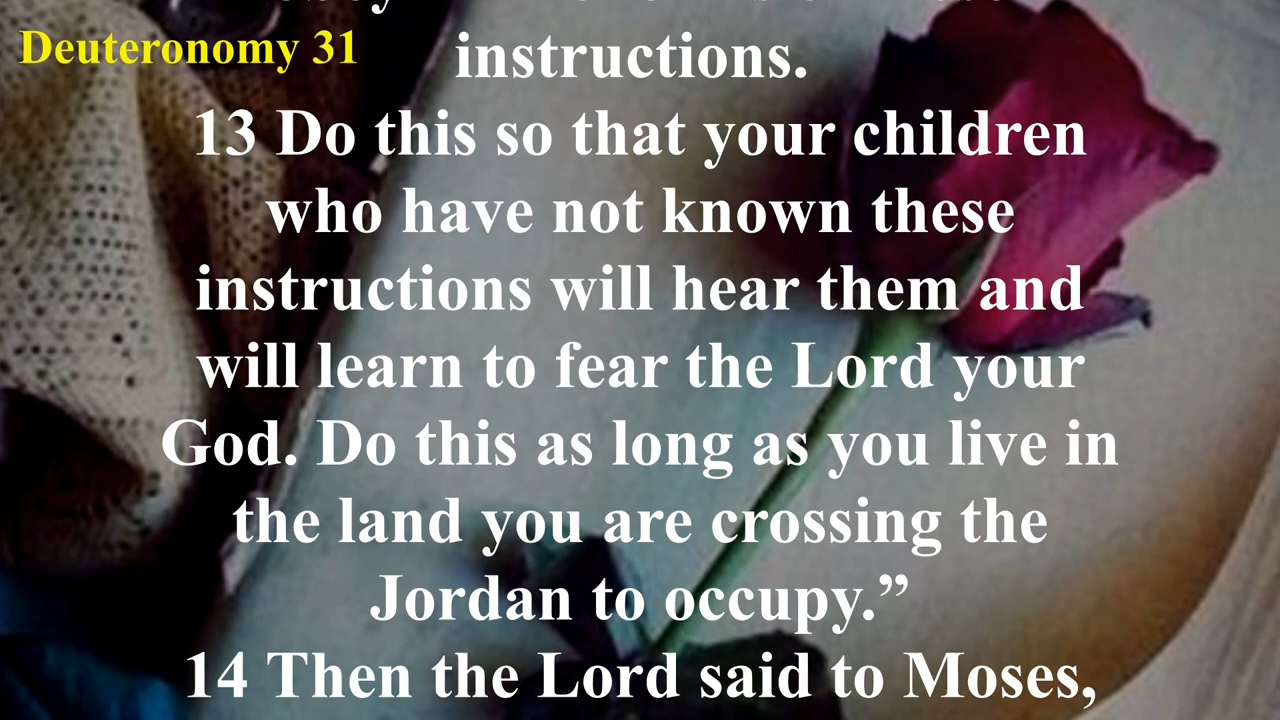 Deuteronomy 31
instructions.
13 Do this so that your children
who have not known these
instructions will hear them and
will learn to fear the Lord your
God. Do this as long as you live in
the land you are crossing the
Jordan to occupy.”
14 Then the Lord said to Moses,